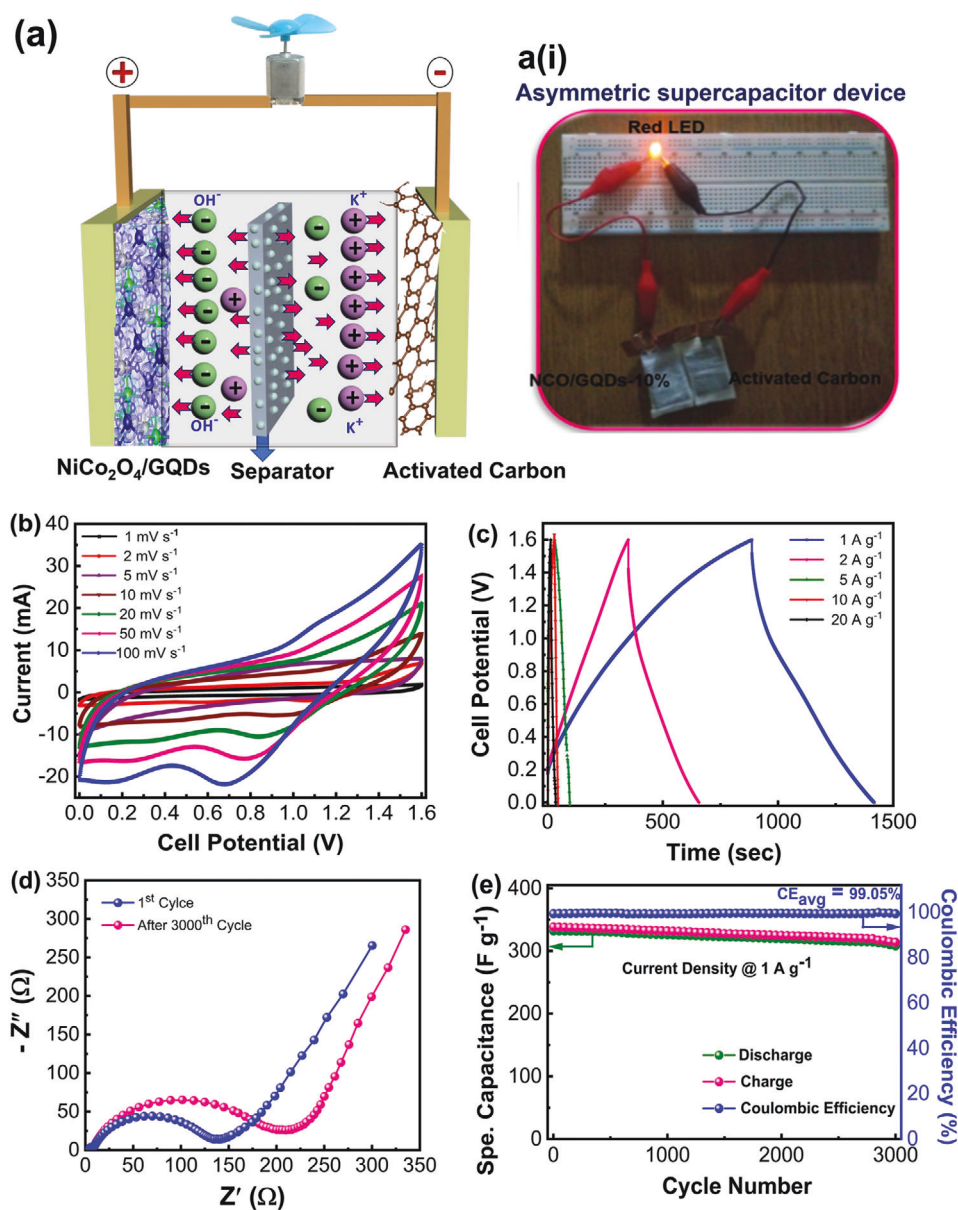 (a)
+
-
OH⁻
K⁺
OH⁻
K⁺
NiCo₂O₄/GQDs
Separator
Activated Carbon
a(i)
Asymmetric supercapacitor device
Red LED
NCO/GQDs-10%
Activated Carbon
(b)
40
30
20
10
0
-10
-20
Current (mA)
1 mV s⁻¹
2 mV s⁻¹
5 mV s⁻¹
10 mV s⁻¹
20 mV s⁻¹
50 mV s⁻¹
100 mV s⁻¹
0.0 0.2 0.4 0.6 0.8 1.0 1.2 1.4 1.6
Cell Potential (V)
(c)
1.6
1.4
1.2
1.0
0.8
0.6
0.4
0.2
0.0
Cell Potential (V)
1 A g⁻¹
2 A g⁻¹
5 A g⁻¹
10 A g⁻¹
20 A g⁻¹
0 500 1000 1500
Time (sec)
(d)
350
300
250
200
150
100
50
0
- Z″ (Ω)
1ˢᵗ Cylce
After 3000ᵗʰ Cycle
0 50 100 150 200 250 300 350
Z′ (Ω)
(e)
400
300
200
100
0
Spe. Capacitance (F g⁻¹)
CEavg = 99.05%
Current Density @ 1 A g⁻¹
Discharge
Charge
Coulombic Efficiency
100
80
60
40
20
0
Coulombic Efficiency (%)
0 1000 2000 3000
Cycle Number